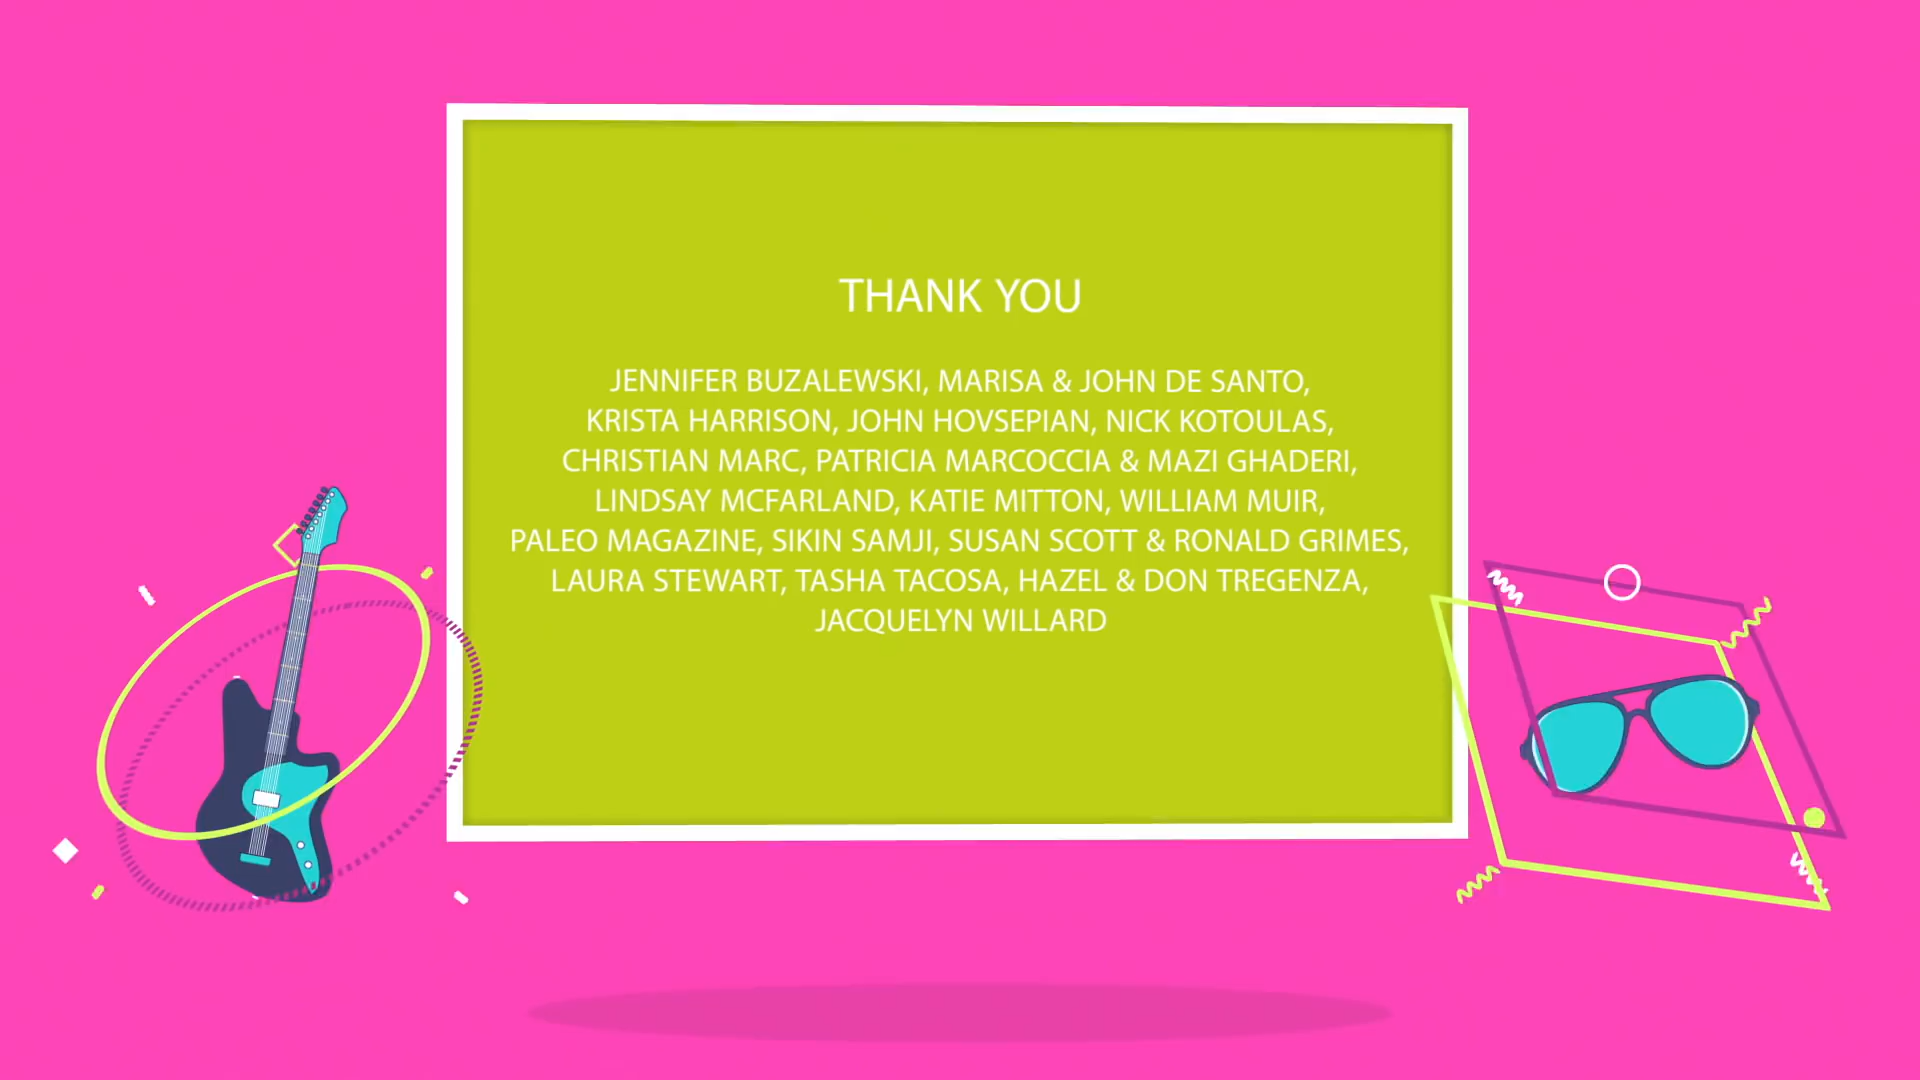 THANK YOU
JENNIFER BUZALEWSKI, MARISA & JOHN DE SANTO,
KRISTA HARRISON, JOHN HOVSEPIAN, NICK KOTOULAS,
CHRISTIAN MARC, PATRICIA MARCOCCIA & MAZI GHADERI,
LINDSAY MCFARLAND, KATIE MITTON, WILLIAM MUIR,
PALEO MAGAZINE, SIKIN SAMJI, SUSAN SCOTT & RONALD GRIMES,
LAURA STEWART, TASHA TACOSA, HAZEL & DON TREGENZA,
JACQUELYN WILLARD